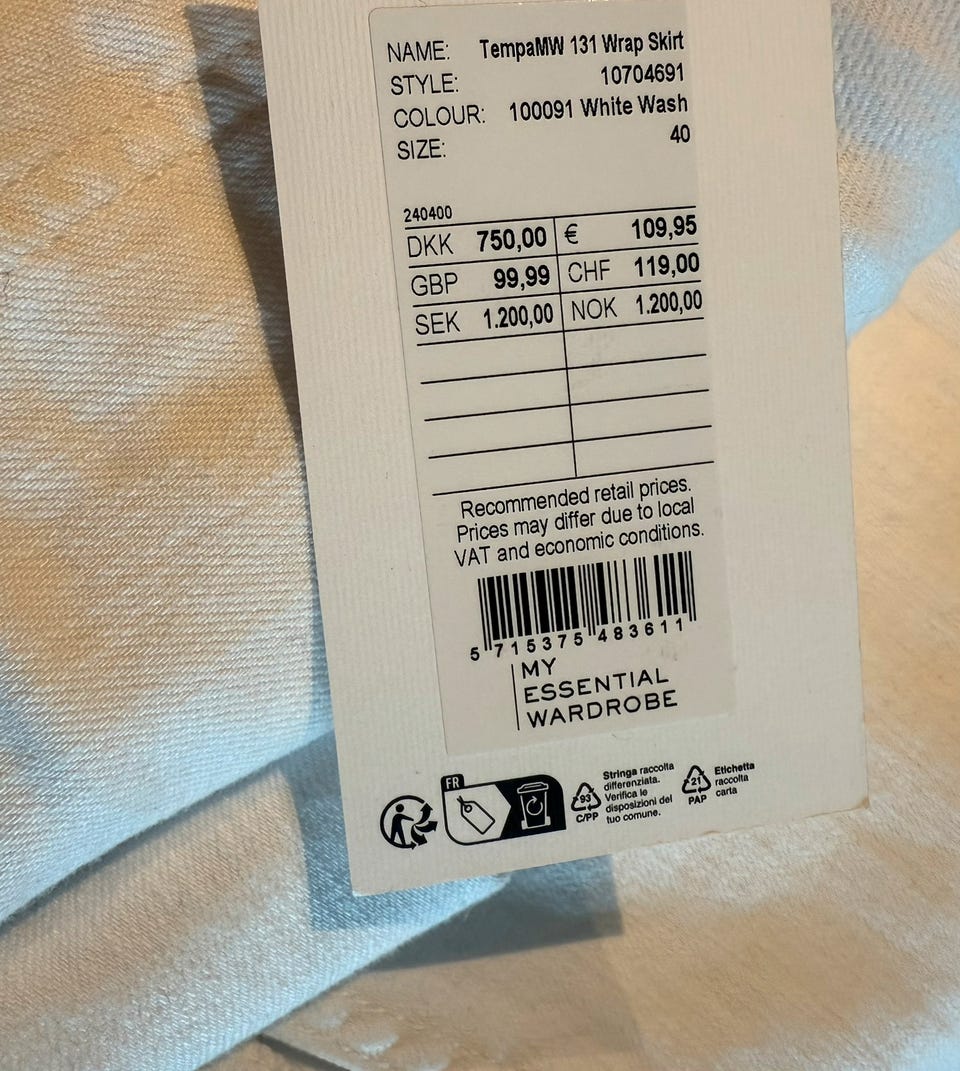 NAME: TempaMW 131 Wrap Skirt
STYLE: 10704691
COLOUR: 100091 White Wash
SIZE: 40
240400
DKK 750,00 € 109,95
GBP 99,99 CHF 119,00
SEK 1.200,00 NOK 1.200,00
Recommended retail prices.
Prices may differ due to local
VAT and economic conditions.
5 715375 483611
MY
ESSENTIAL
WARDROBE
FR
93
C/PP
Stringa raccolta
differenziata.
Verifica le
disposizioni del
tuo comune.
21
PAP
Etichetta
raccolta
carta